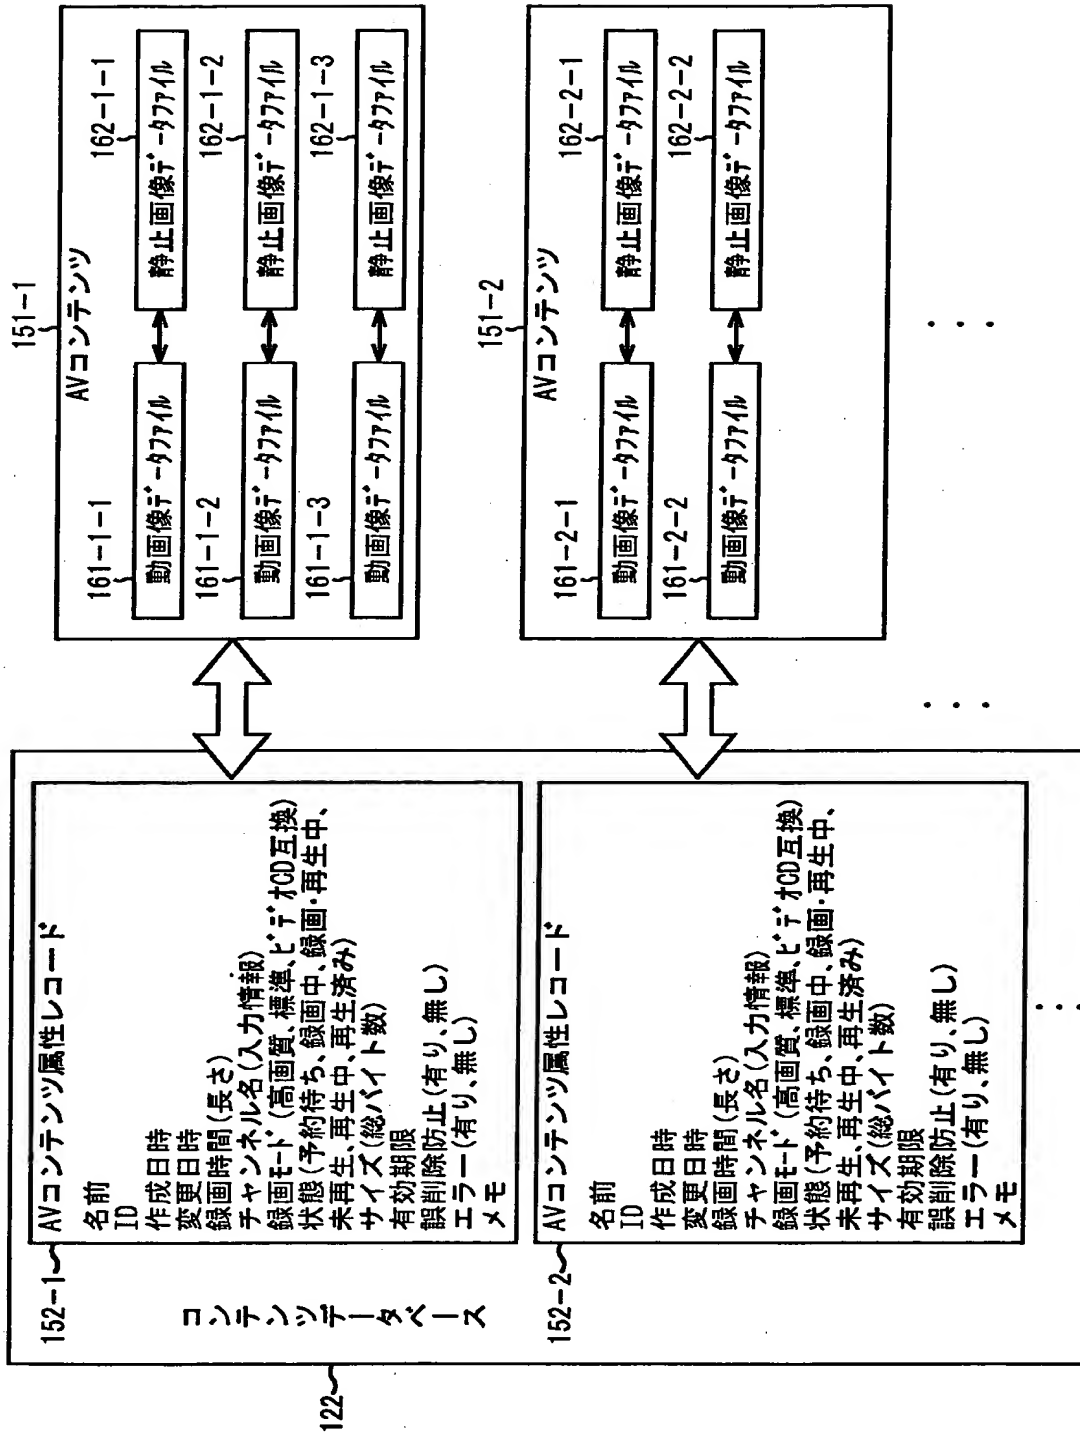 122
コンテンツデータベース
152-1
AVコンテンツ属性レコード
名前
ID
作成日時
変更日時
録画時間(長さ)
チャンネル名(入力情報)
録画モード(高画質、標準、ビデオCD互換)
状態(予約待ち、録画中、録画・再生中、
未再生、再生中、再生済み)
サイズ(総バイト数)
有効期限
誤削除防止(有り、無し)
エラー(有り、無し)
メモ
151-1
AVコンテンツ
161-1-1
動画像データファイル
162-1-1
静止画像データファイル
161-1-2
動画像データファイル
162-1-2
静止画像データファイル
161-1-3
動画像データファイル
162-1-3
静止画像データファイル
152-2
AVコンテンツ属性レコード
名前
ID
作成日時
変更日時
録画時間(長さ)
チャンネル名(入力情報)
録画モード(高画質、標準、ビデオCD互換)
状態(予約待ち、録画中、録画・再生中、
未再生、再生中、再生済み)
サイズ(総バイト数)
有効期限
誤削除防止(有り、無し)
エラー(有り、無し)
メモ
151-2
AVコンテンツ
161-2-1
動画像データファイル
162-2-1
静止画像データファイル
161-2-2
動画像データファイル
162-2-2
静止画像データファイル